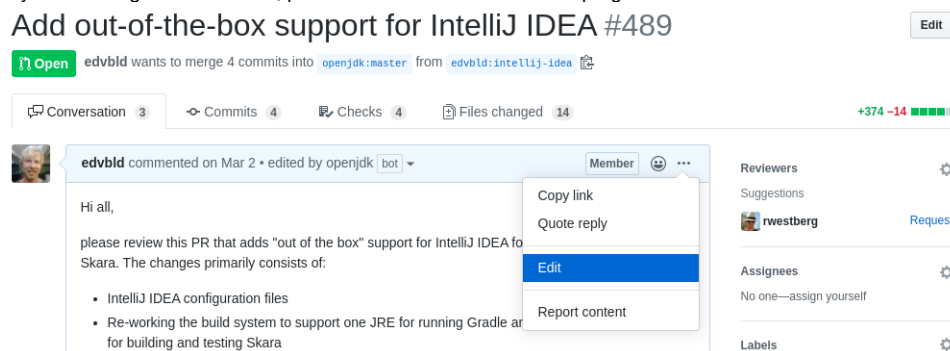 Add out-of-the-box support for IntelliJ IDEA #489
Edit
Open edvbld wants to merge 4 commits into openjdk:master from edvbld:intellij-idea
Conversation 3 Commits 4 Checks 4 Files changed 14 +374 −14
edvbld commented on Mar 2 • edited by openjdk bot Member
Copy link
Quote reply
Edit
Report content
Hi all,
please review this PR that adds "out of the box" support for IntelliJ IDEA fo
Skara. The changes primarily consists of:
• IntelliJ IDEA configuration files
• Re-working the build system to support one JRE for running Gradle ar
for building and testing Skara
Reviewers
Suggestions
rwestberg Reques
Assignees
No one—assign yourself
Labels